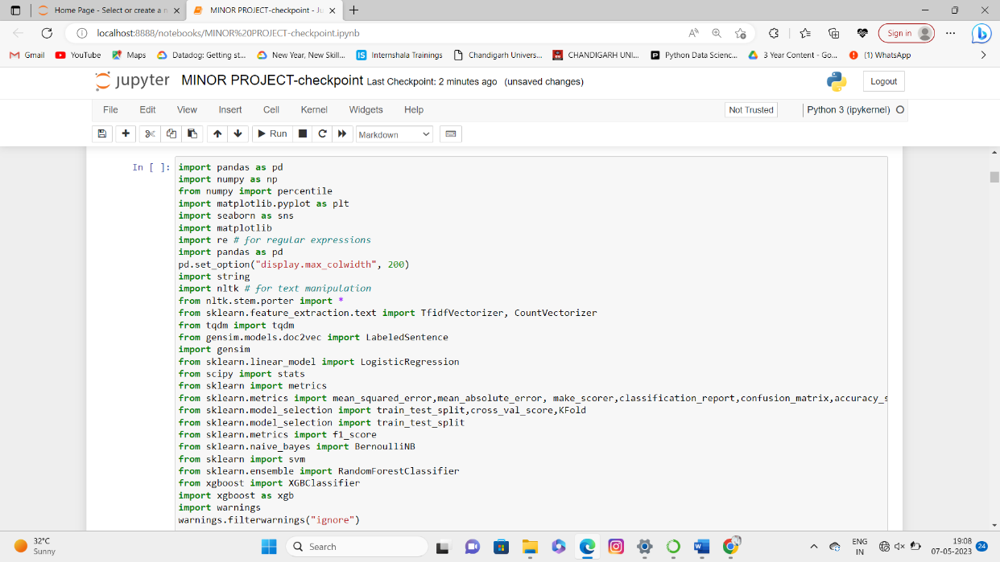 Home Page - Select or create a n
MINOR PROJECT-checkpoint - Ju
localhost:8888/notebooks/MINOR%20PROJECT-checkpoint.ipynb
Sign in
Gmail
YouTube
Maps
Datadog: Getting st...
New Year, New Skill...
Internshala Trainings
Chandigarh Univers...
CHANDIGARH UNI...
Python Data Scienc...
3 Year Content - Go...
(1) WhatsApp
jupyter MINOR PROJECT-checkpoint Last Checkpoint: 2 minutes ago (unsaved changes)
Logout
File Edit View Insert Cell Kernel Widgets Help
Not Trusted
Python 3 (ipykernel)
Run
Markdown
In [ ]:
import pandas as pd
import numpy as np
from numpy import percentile
import matplotlib.pyplot as plt
import seaborn as sns
import matplotlib
import re # for regular expressions
import pandas as pd
pd.set_option("display.max_colwidth", 200)
import string
import nltk # for text manipulation
from nltk.stem.porter import *
from sklearn.feature_extraction.text import TfidfVectorizer, CountVectorizer
from tqdm import tqdm
from gensim.models.doc2vec import LabeledSentence
import gensim
from sklearn.linear_model import LogisticRegression
from scipy import stats
from sklearn import metrics
from sklearn.metrics import mean_squared_error,mean_absolute_error, make_scorer,classification_report,confusion_matrix,accuracy_s
from sklearn.model_selection import train_test_split,cross_val_score,KFold
from sklearn.model_selection import train_test_split
from sklearn.metrics import f1_score
from sklearn.naive_bayes import BernoulliNB
from sklearn import svm
from sklearn.ensemble import RandomForestClassifier
from xgboost import XGBClassifier
import xgboost as xgb
import warnings
warnings.filterwarnings("ignore")
32°C
Sunny
Search
ENG
IN
19:08
07-05-2023
24